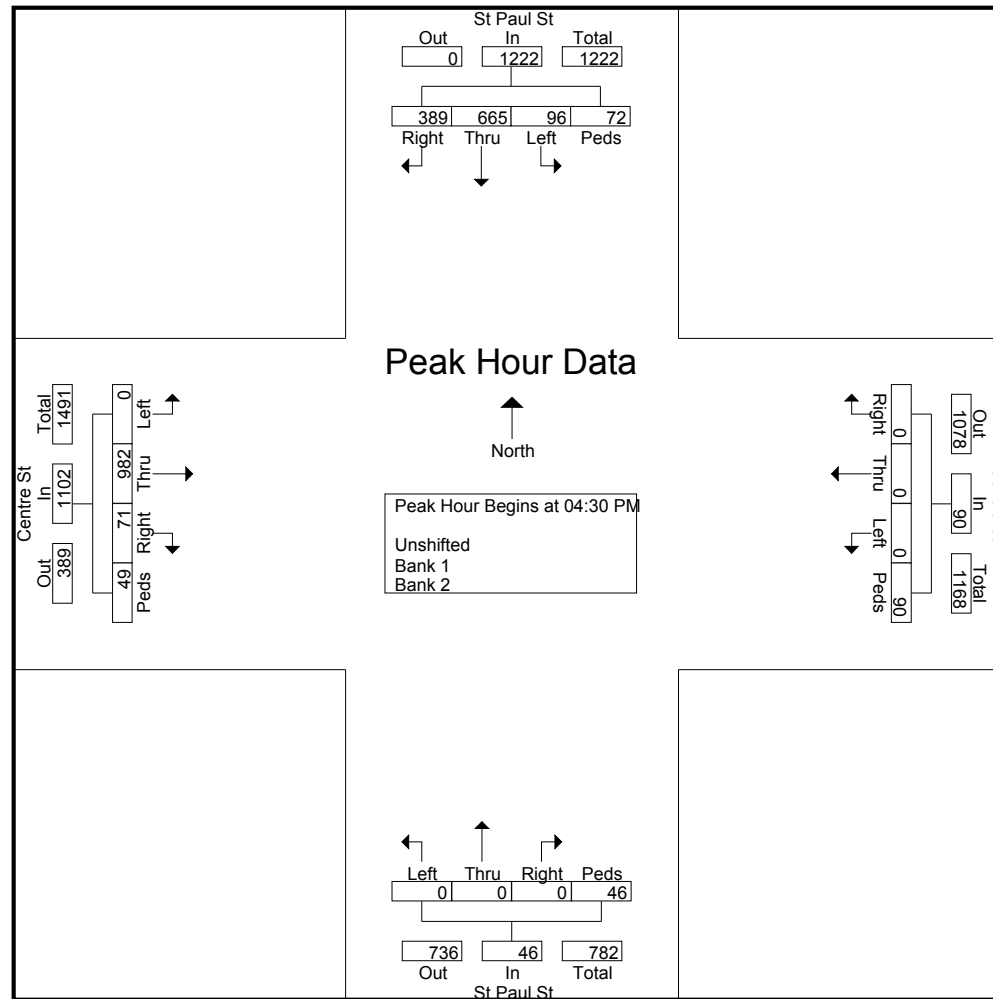 St Paul St
Out In Total
0 1222 1222
389 665 96 72
Right Thru Left Peds
Peak Hour Data
North
Peak Hour Begins at 04:30 PM
Unshifted
Bank 1
Bank 2
Centre St
Total In Out
1491 1102 389
0 982 71 49
Left Thru Right Peds
Right Thru Left Peds
0 0 0 90
Out In Total
1078 90 1168
Left Thru Right Peds
0 0 0 46
736 46 782
Out In Total
St Paul St